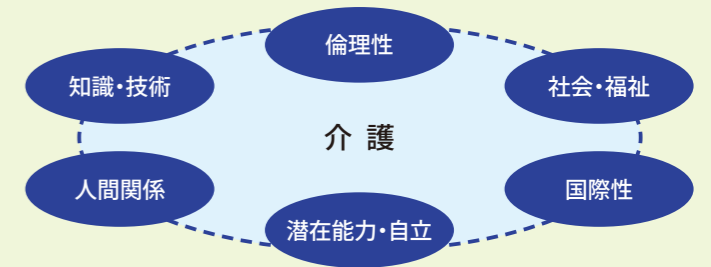 倫理性
知識・技術
社会・福祉
介護
人間関係
国際性
潜在能力・自立